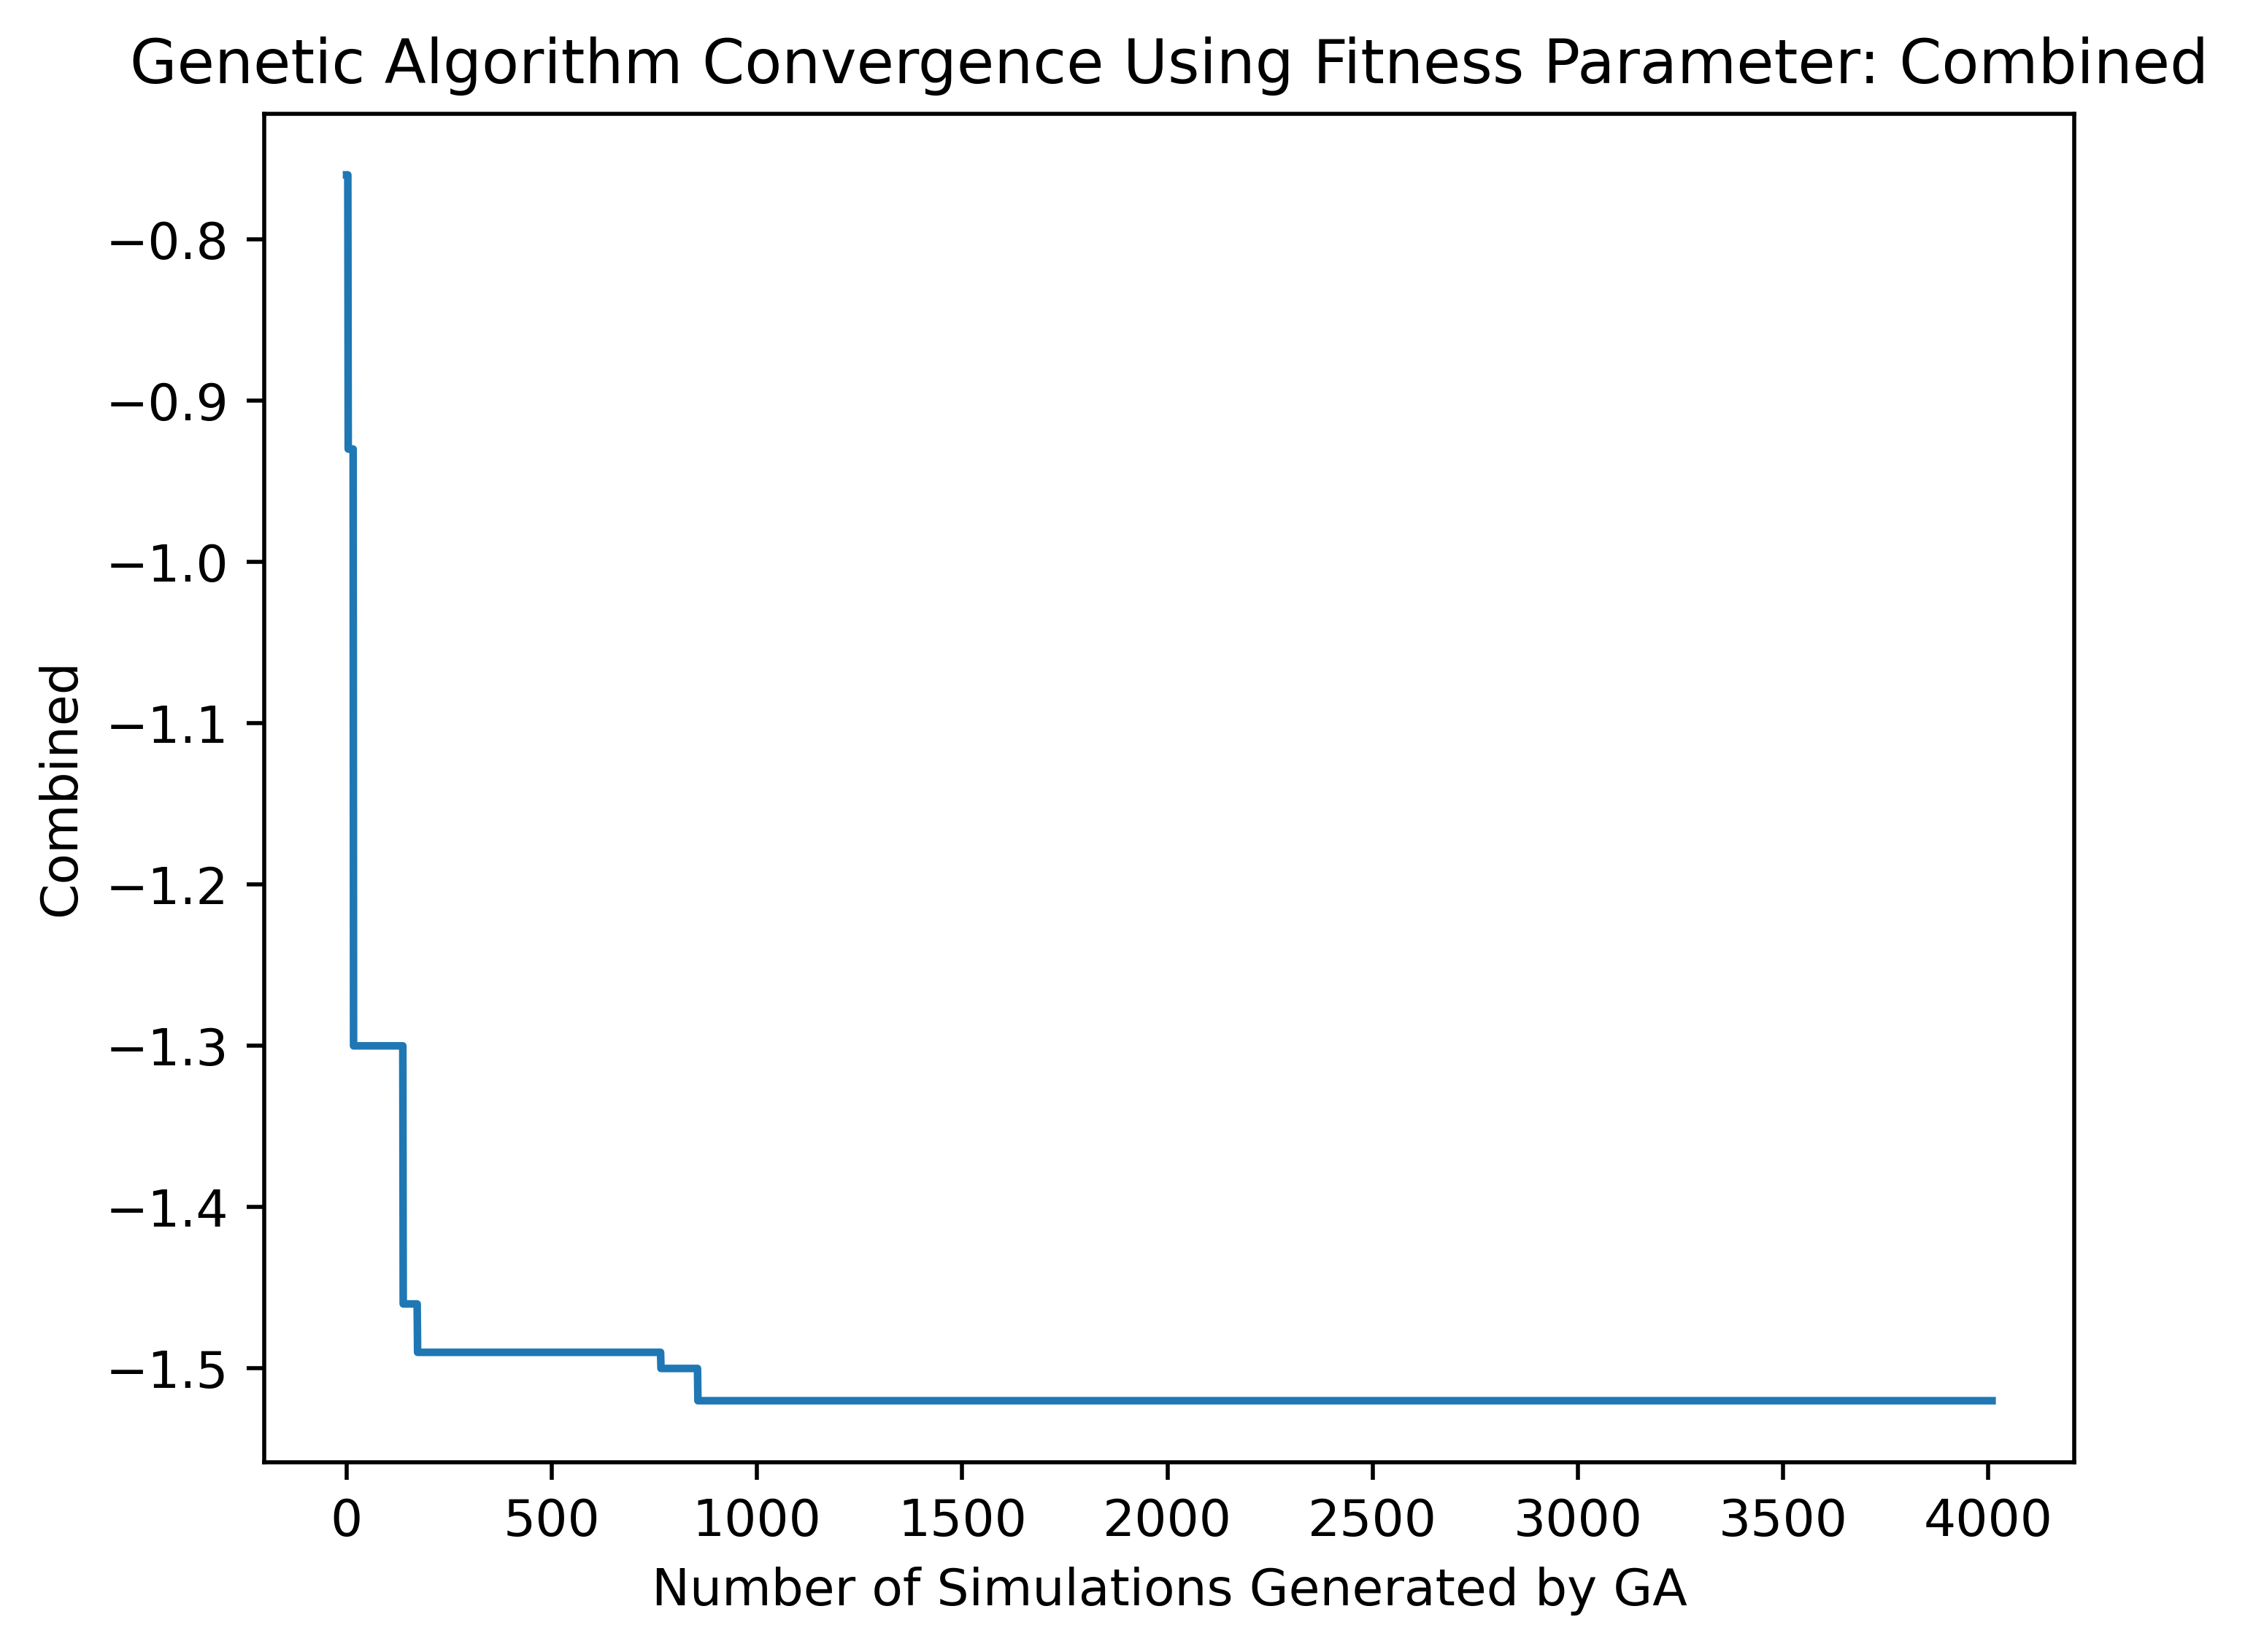 Genetic Algorithm Convergence Using Fitness Parameter: Combined
Combined
−0.8
−0.9
−1.0
−1.1
−1.2
−1.3
−1.4
−1.5
0 500 1000 1500 2000 2500 3000 3500 4000
Number of Simulations Generated by GA